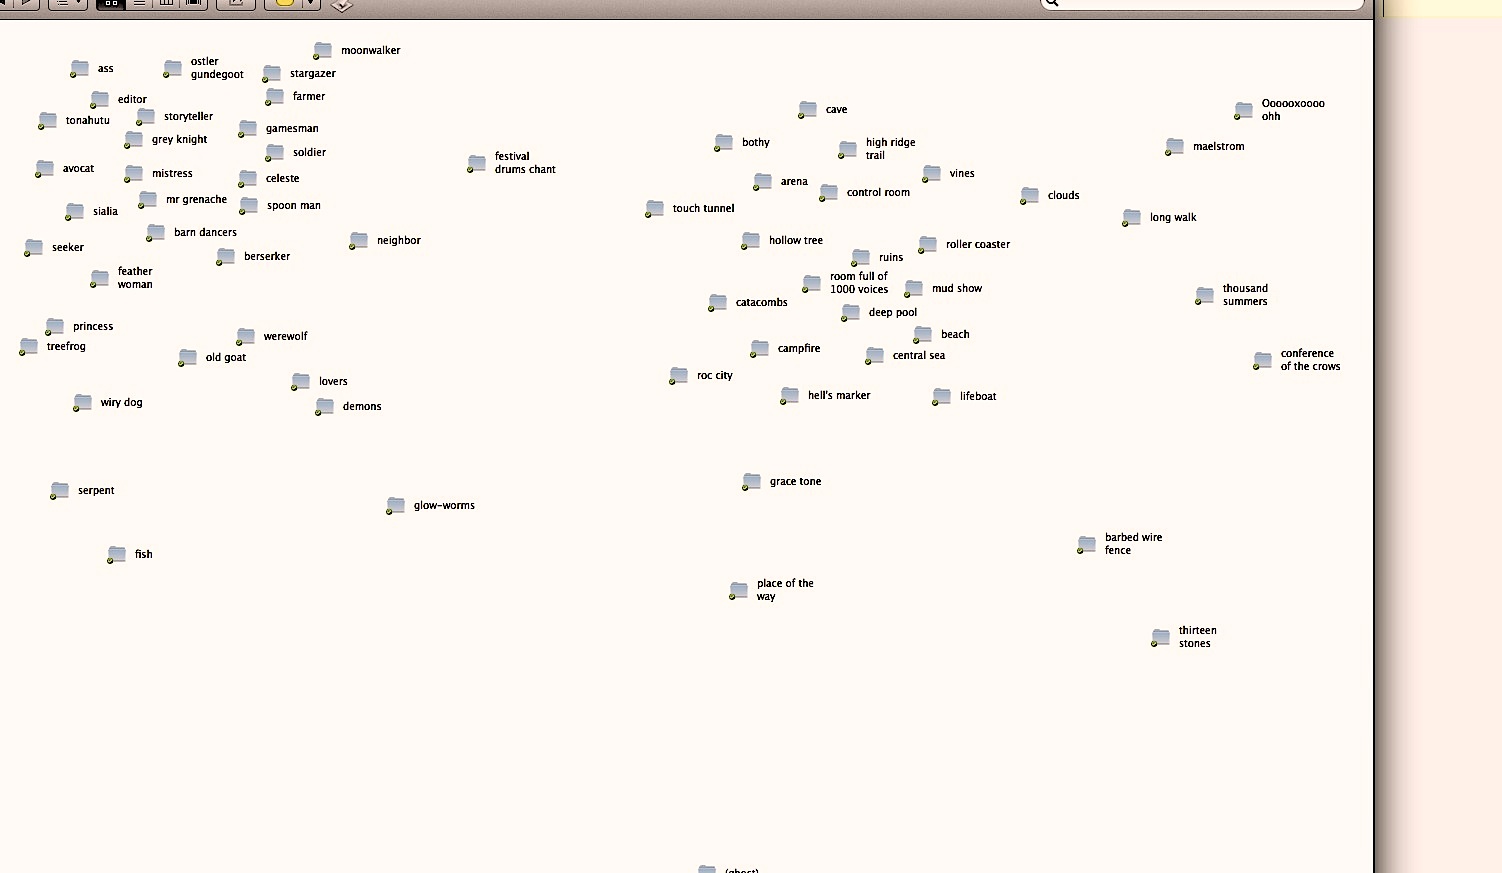 moonwalker
ass
ostler
gundegoot
stargazer
editor
farmer
tonahutu
storyteller
gamesman
grey knight
soldier
avocat
mistress
celeste
mr grenache
spoon man
sialia
barn dancers
seeker
berserker
neighbor
feather
woman
princess
treefrog
werewolf
old goat
lovers
wiry dog
demons
serpent
glow-worms
fish
festival
drums chant
cave
bothy
high ridge
trail
arena
vines
control room
touch tunnel
clouds
hollow tree
roller coaster
ruins
room full of
1000 voices
mud show
catacombs
deep pool
beach
campfire
central sea
roc city
hell's marker
lifeboat
grace tone
place of the
way
Oooooxoooo
ohh
maelstrom
long walk
thousand
summers
conference
of the crows
barbed wire
fence
thirteen
stones
(ghost)